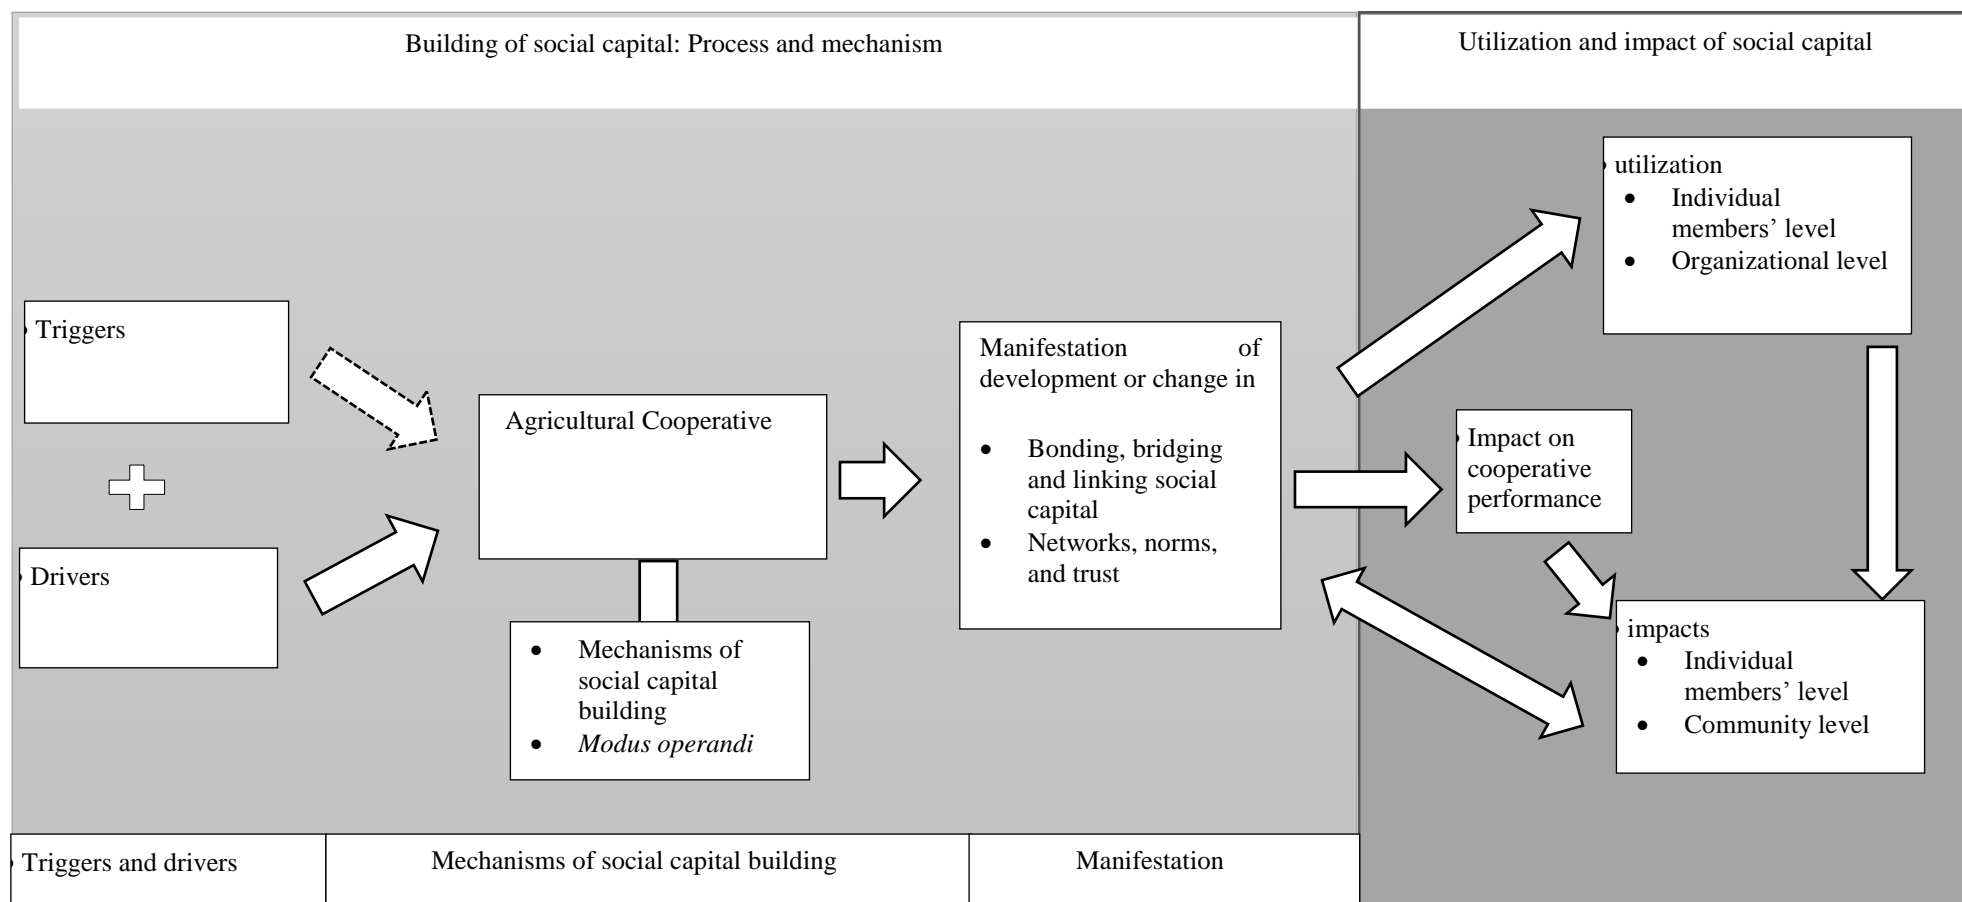 Building of social capital: Process and mechanism
Utilization and impact of social capital
• utilization
• Individual
members’ level
• Organizational level
• Triggers
Manifestation of
development or change in
• Bonding, bridging
and linking social
capital
• Networks, norms,
and trust
Agricultural Cooperative
• Impact on
cooperative
performance
• Drivers
• Mechanisms of
social capital
building
• Modus operandi
• impacts
• Individual
members’ level
• Community level
• Triggers and drivers
Mechanisms of social capital building
Manifestation